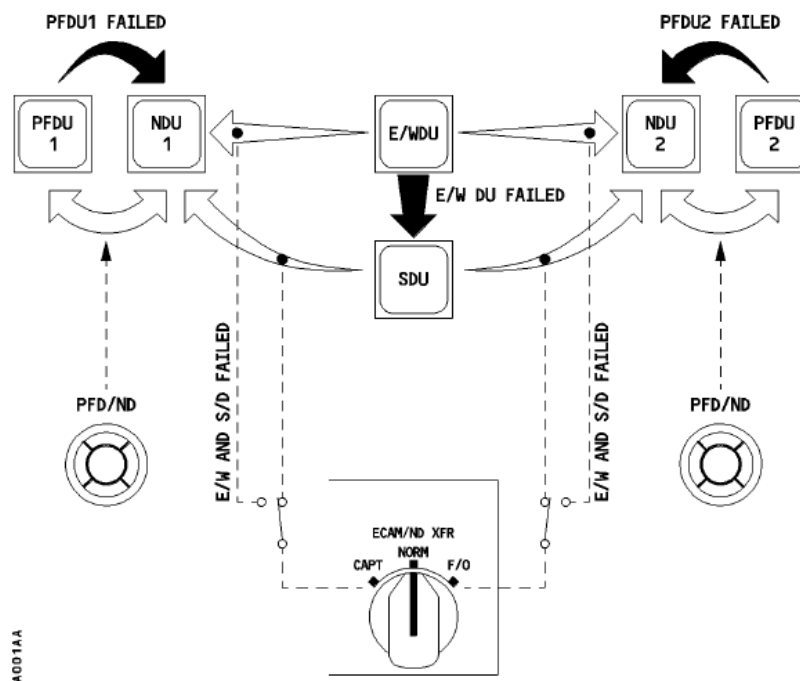 PFDU1 FAILED
PFDU2 FAILED
PFDU
1
NDU
1
E/WDU
NDU
2
PFDU
2
E/W DU FAILED
SDU
E/W AND S/D FAILED
E/W AND S/D FAILED
PFD/ND
PFD/ND
ECAM/ND XFR
NORM
CAPT
F/O
A001AA